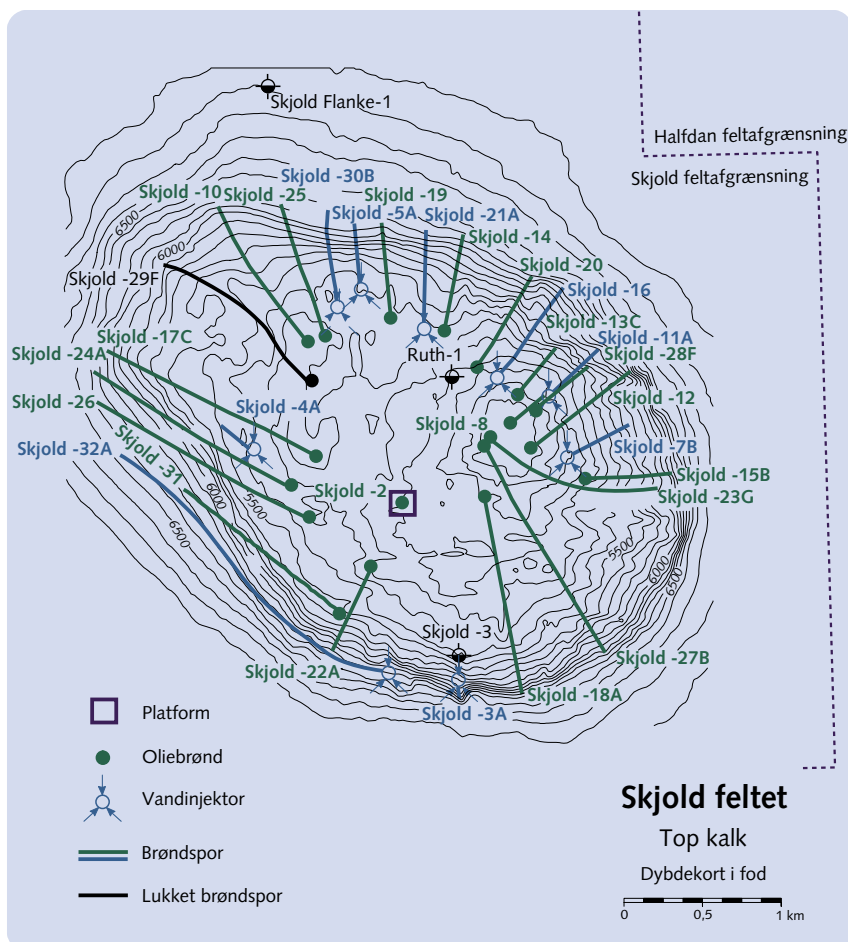 Skjold Flanke-1
Halfdan feltafgrænsning
Skjold feltafgrænsning
Skjold -30B
Skjold -10
Skjold -25
Skjold -19
Skjold -5A
Skjold -21A
Skjold -14
6500
6000
Skjold -29F
Skjold -20
Skjold -16
Skjold -13C
Skjold -11A
Skjold -28F
Skjold -17C
Skjold -24A
Ruth-1
Skjold -26
Skjold -4A
Skjold -12
Skjold -8
Skjold -32A
Skjold -31
Skjold -7B
Skjold -2
Skjold -15B
Skjold -23G
6000
5500
6500
5500
6000
6500
Skjold -3
Skjold -22A
Skjold -27B
Skjold -18A
Skjold -3A
Platform
Oliebrønd
Vandinjektor
Brøndspor
Lukket brøndspor
Skjold feltet
Top kalk
Dybdekort i fod
0
0,5
1 km